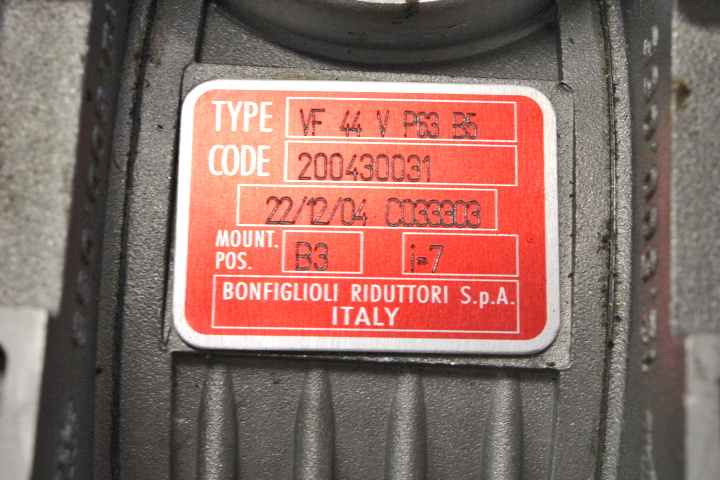 TYPE VF 44 V P63 B5
CODE 200430031
22/12/04 C033303
MOUNT. POS. B3 i=7
BONFIGLIOLI RIDUTTORI S.p.A.
ITALY